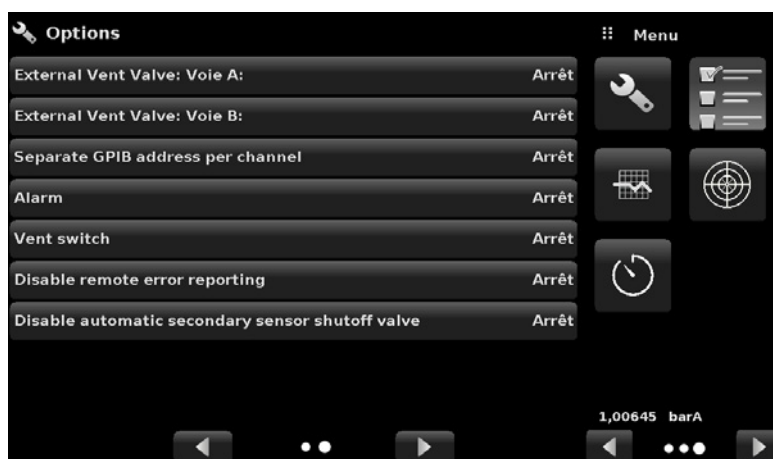 Options
External Vent Valve: Voie A: Arrêt
External Vent Valve: Voie B: Arrêt
Separate GPIB address per channel Arrêt
Alarm Arrêt
Vent switch Arrêt
Disable remote error reporting Arrêt
Disable automatic secondary sensor shutoff valve Arrêt
Menu
1,00645 barA